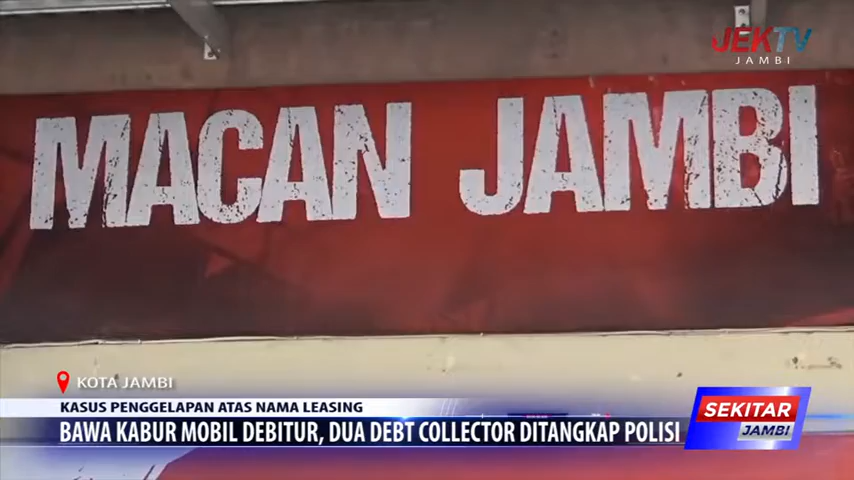 JEKTV
JAMBI
MACAN JAMBI
KOTA JAMBI
KASUS PENGGELAPAN ATAS NAMA LEASING
BAWA KABUR MOBIL DEBITUR, DUA DEBT COLLECTOR DITANGKAP POLISI
SEKITAR
JAMBI